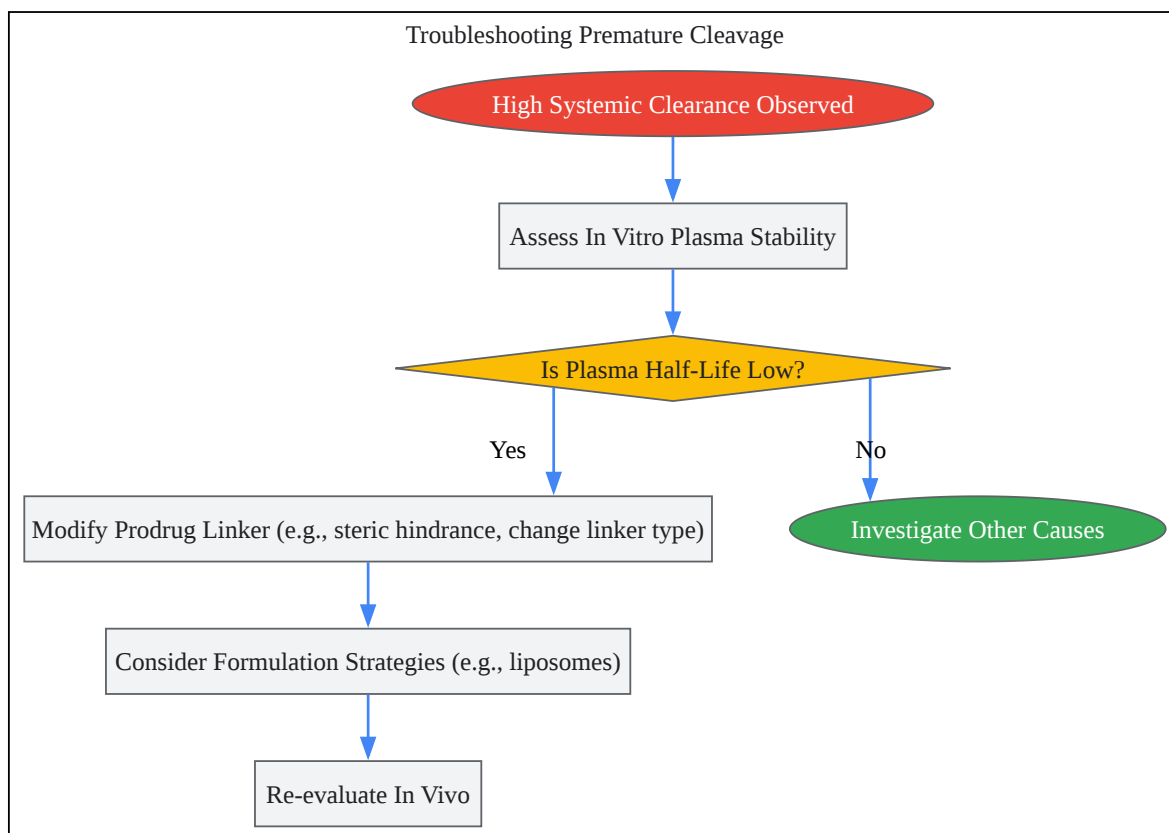 Troubleshooting Premature Cleavage
High Systemic Clearance Observed
Assess In Vitro Plasma Stability
Is Plasma Half-Life Low?
Yes
No
Modify Prodrug Linker (e.g., steric hindrance, change linker type)
Investigate Other Causes
Consider Formulation Strategies (e.g., liposomes)
Re-evaluate In Vivo